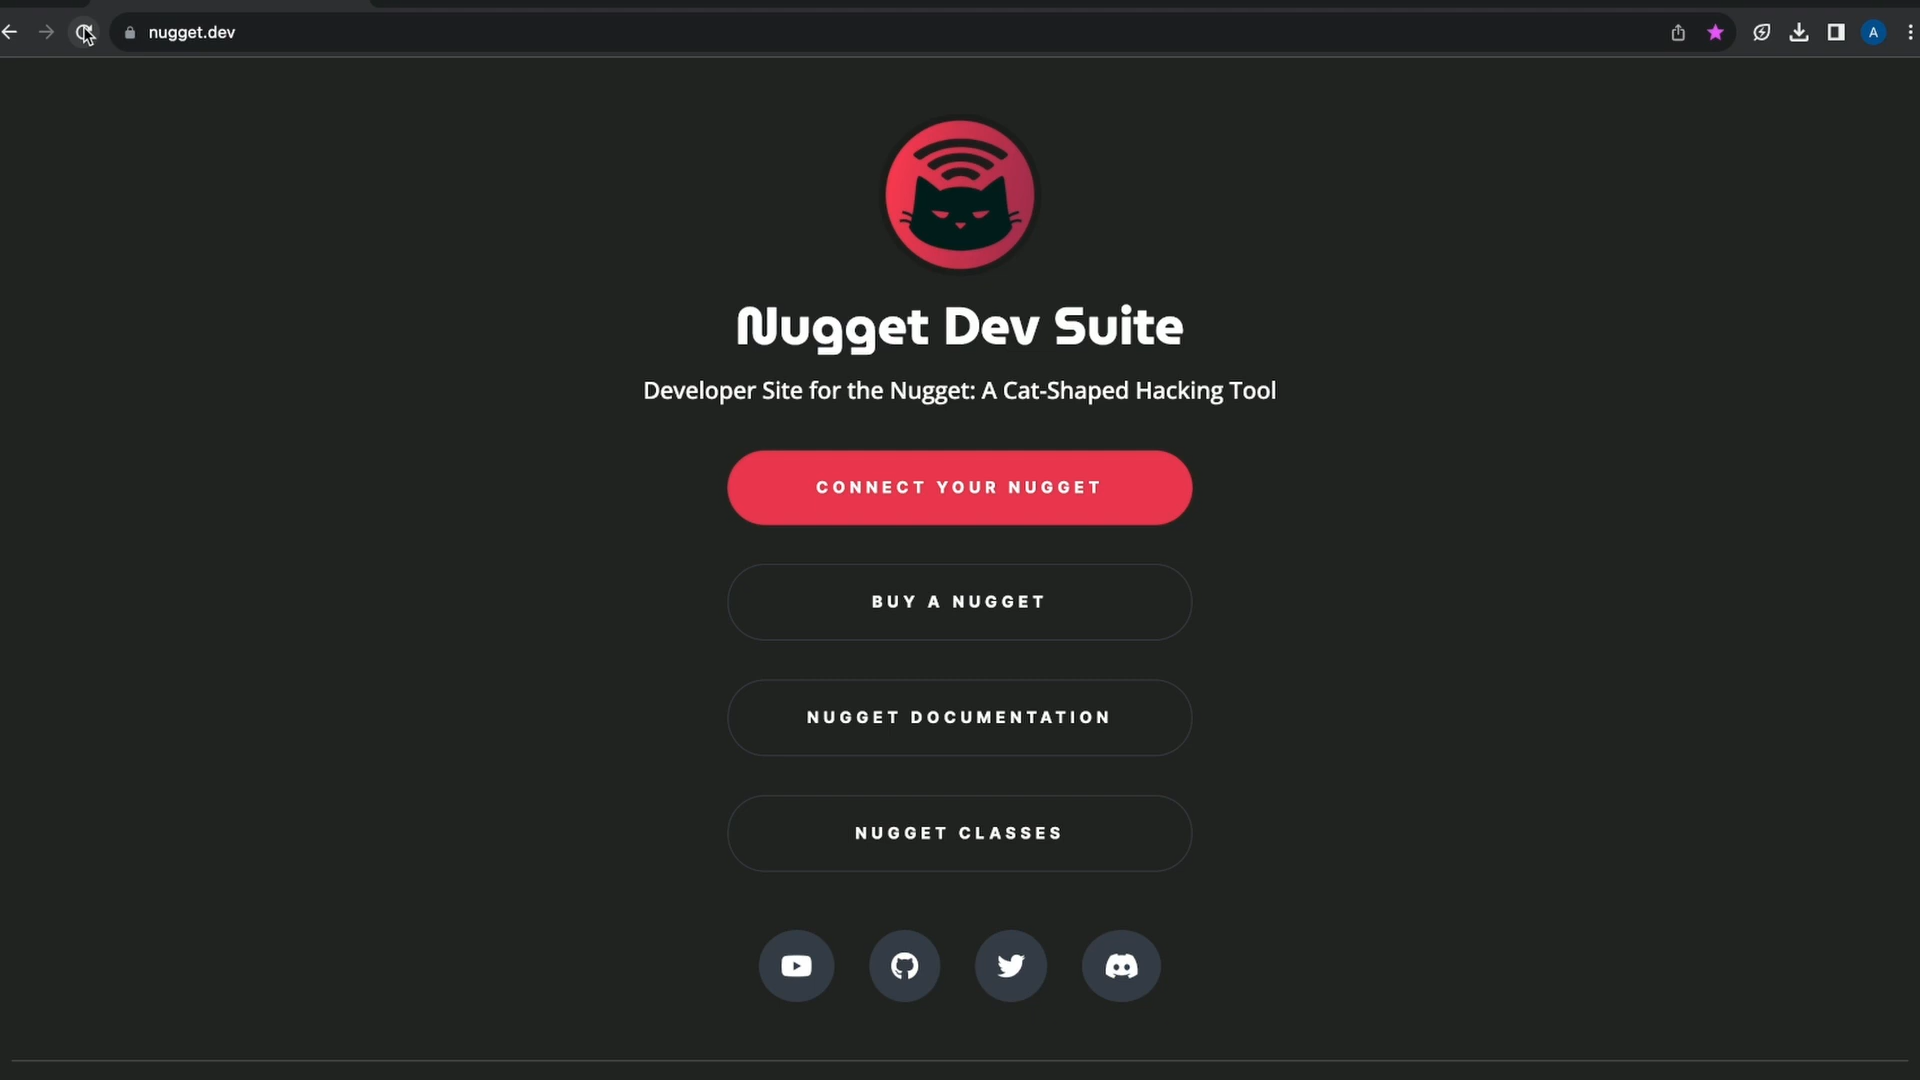 nugget.dev
A
Nugget Dev Suite
Developer Site for the Nugget: A Cat-Shaped Hacking Tool
CONNECT YOUR NUGGET
BUY A NUGGET
NUGGET DOCUMENTATION
NUGGET CLASSES